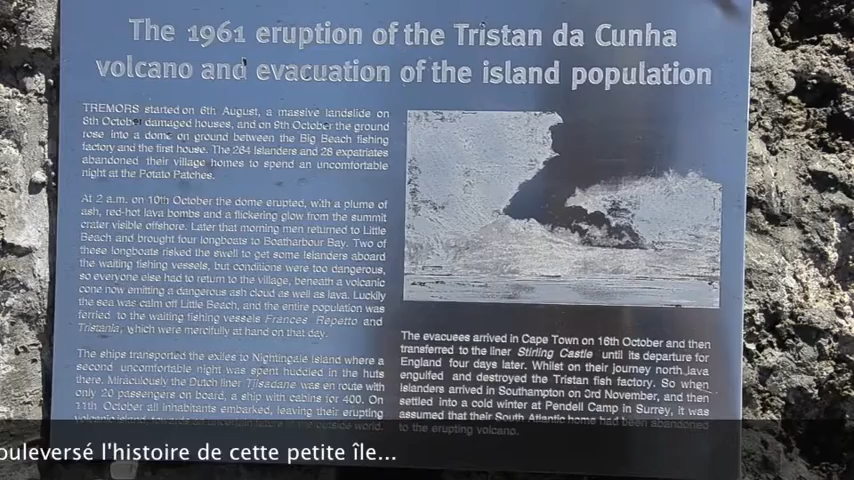 The 1961 eruption of the Tristan da Cunha
volcano and evacuation of the island population
TREMORS started on 6th August, a massive landslide on
8th October damaged houses, and on 9th October the ground
rose into a dome on ground between the Big Beach fishing
factory and the first house. The 264 islanders and 26 expatriates
abandoned their village homes to spend an uncomfortable
night at the Potato Patches.
At 2 a.m. on 10th October the dome erupted, with a plume of
ash, red-hot lava bombs and a flickering glow from the summit
crater visible offshore. Later that morning men returned to Little
Beach and brought four longboats to Boatharbour Bay. Two of
these longboats risked the swell to get some islanders aboard
the waiting fishing vessels, but conditions were too dangerous,
so everyone else had to return to the village, beneath a volcanic
cone now emitting a dangerous ash cloud as well as lava. Luckily
the sea was calm off Little Beach, and the entire population was
ferried to the waiting fishing vessels Frances Repetto and
Tristania, which were mercifully at hand on that day.
The ships transported the exiles to Nightingale Island where a
second uncomfortable night was spent huddled in the huts
there. Miraculously the Dutch liner Tjisadane was en route with
only 20 passengers on board, a ship with cabins for 400. On
11th October all inhabitants embarked, leaving their erupting
volcanic island, towards an uncertain future in the outside world.
The evacuees arrived in Cape Town on 16th October and then
transferred to the liner Stirling Castle until its departure for
England four days later. Whilst on their journey north lava
engulfed and destroyed the Tristan fish factory. So when
islanders arrived in Southampton on 3rd November, and then
settled into a cold winter at Pendell Camp in Surrey, it was
assumed that their South Atlantic home had been abandoned
to the erupting volcano.
ouleversé l'histoire de cette petite île...